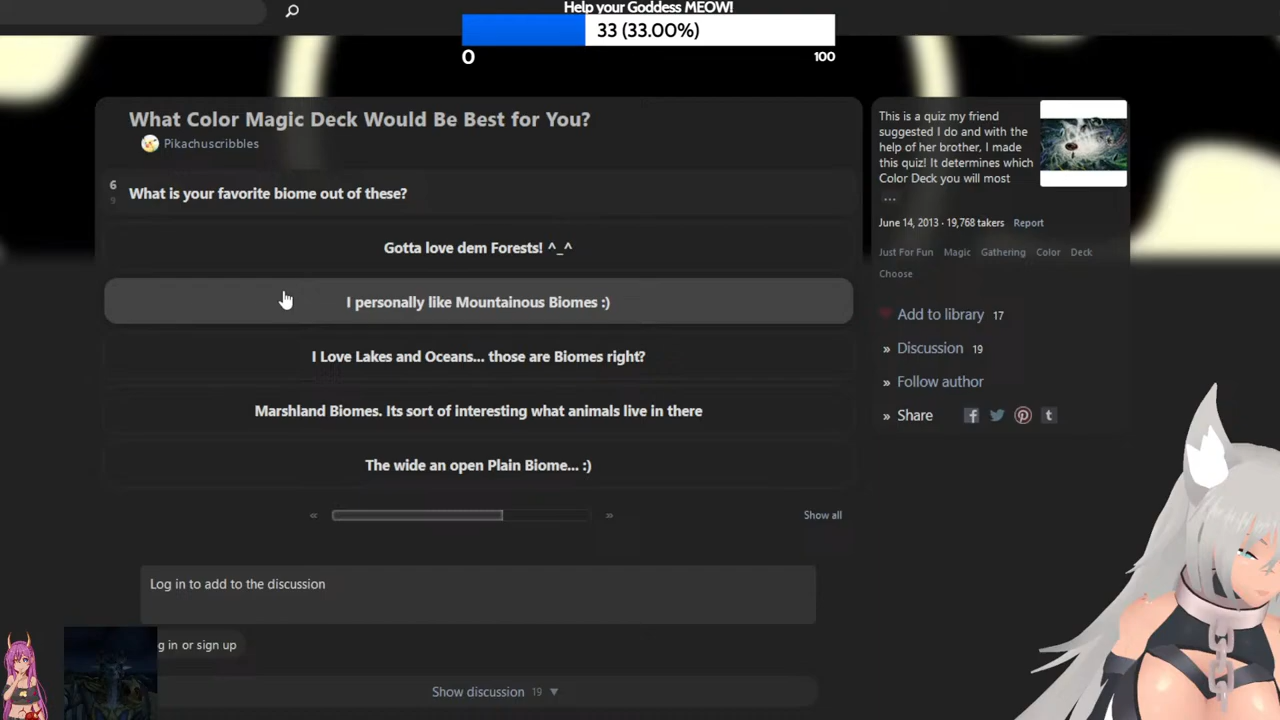 Help your Goddess MEOW!
33 (33.00%)
0
100
What Color Magic Deck Would Be Best for You?
Pikachuscribbles
6
9
What is your favorite biome out of these?
Gotta love dem Forests! ^_^
I personally like Mountainous Biomes :)
I Love Lakes and Oceans... those are Biomes right?
Marshland Biomes. Its sort of interesting what animals live in there
The wide an open Plain Biome... :)
«
»
Show all
Log in to add to the discussion
g in or sign up
Show discussion 19 ▼
This is a quiz my friend
suggested I do and with the
help of her brother, I made
this quiz! It determines which
Color Deck you will most
...
June 14, 2013 · 19,768 takers Report
Just For Fun Magic Gathering Color Deck
Choose
Add to library 17
» Discussion 19
» Follow author
» Share f t